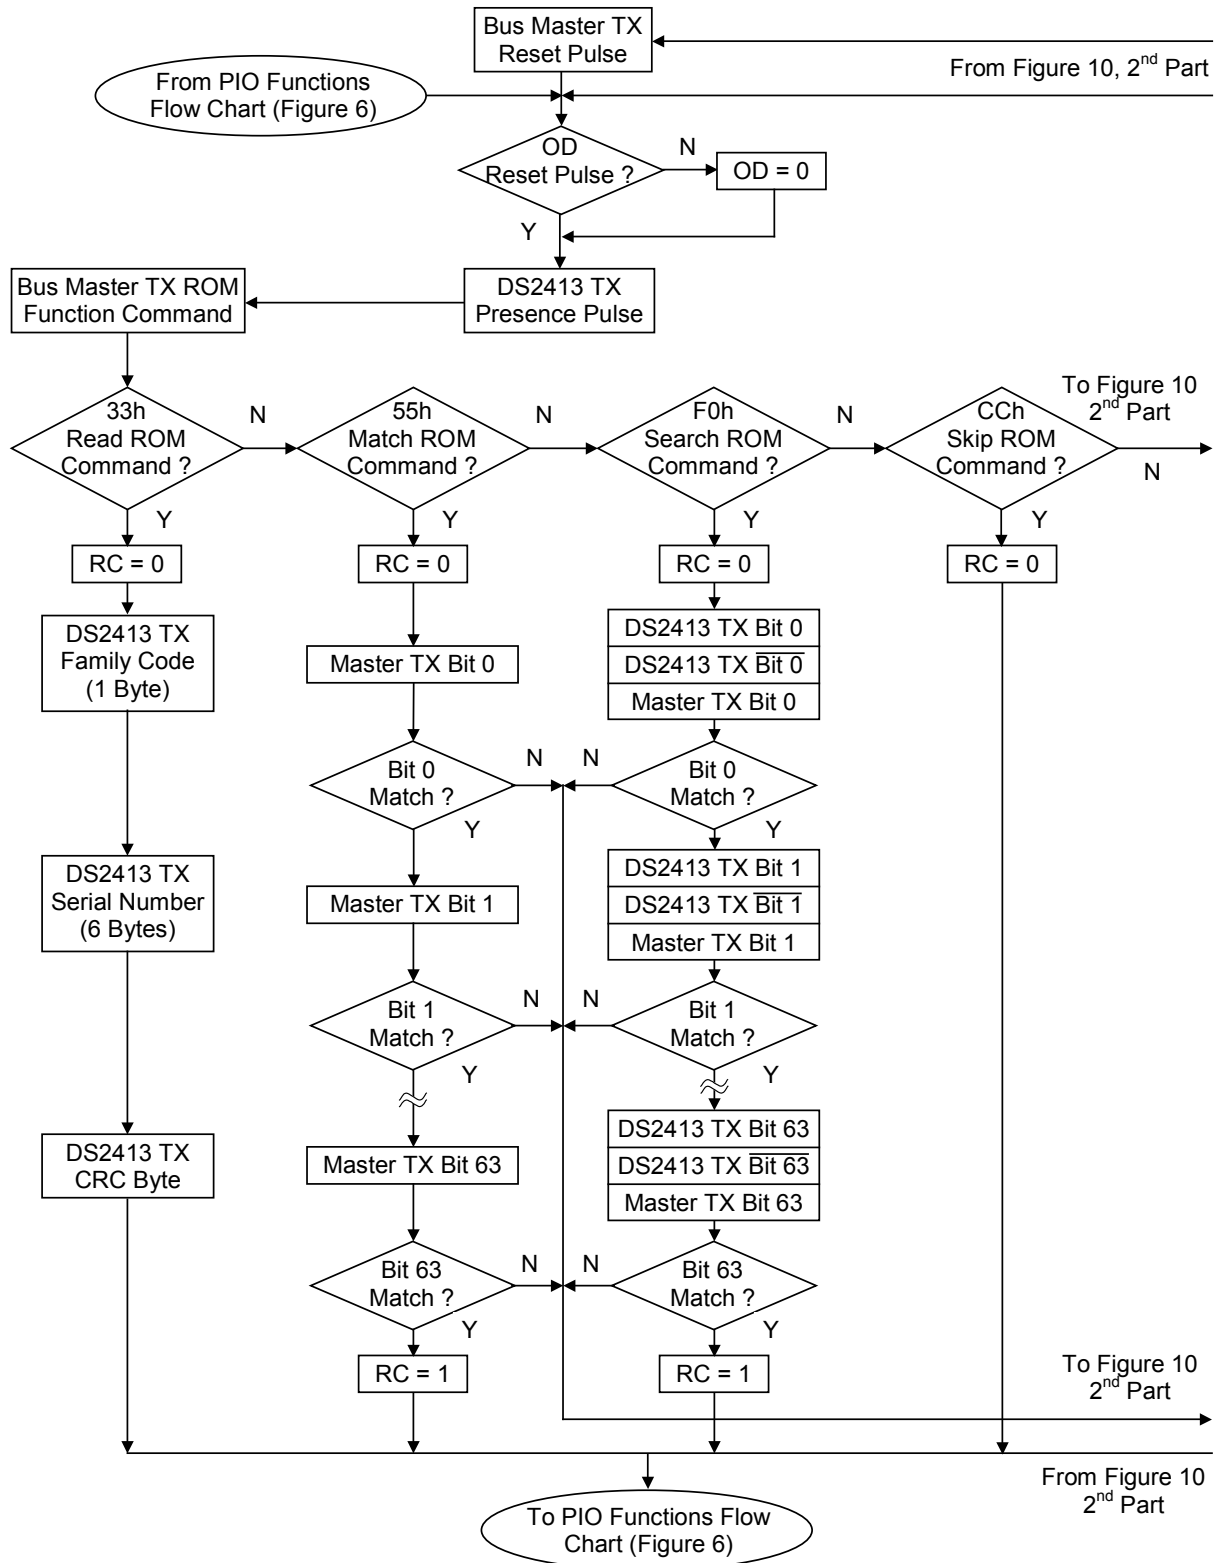 Bus Master TX
Reset Pulse
From Figure 10, 2nd Part
From PIO Functions
Flow Chart (Figure 6)
OD
Reset Pulse ?
N
OD = 0
Y
Bus Master TX ROM
Function Command
DS2413 TX
Presence Pulse
To Figure 10
2nd Part
33h
Read ROM
Command ?
N
55h
Match ROM
Command ?
N
F0h
Search ROM
Command ?
N
CCh
Skip ROM
Command ?
N
Y
Y
Y
Y
RC = 0
RC = 0
RC = 0
RC = 0
DS2413 TX
Family Code
(1 Byte)
Master TX Bit 0
DS2413 TX Bit 0
DS2413 TX Bit 0
Master TX Bit 0
Bit 0
Match ?
N
N
Bit 0
Match ?
Y
Y
DS2413 TX
Serial Number
(6 Bytes)
Master TX Bit 1
DS2413 TX Bit 1
DS2413 TX Bit 1
Master TX Bit 1
Bit 1
Match ?
N
N
Bit 1
Match ?
Y
Y
DS2413 TX
CRC Byte
Master TX Bit 63
DS2413 TX Bit 63
DS2413 TX Bit 63
Master TX Bit 63
Bit 63
Match ?
N
N
Bit 63
Match ?
Y
Y
RC = 1
RC = 1
To Figure 10
2nd Part
From Figure 10
2nd Part
To PIO Functions Flow
Chart (Figure 6)